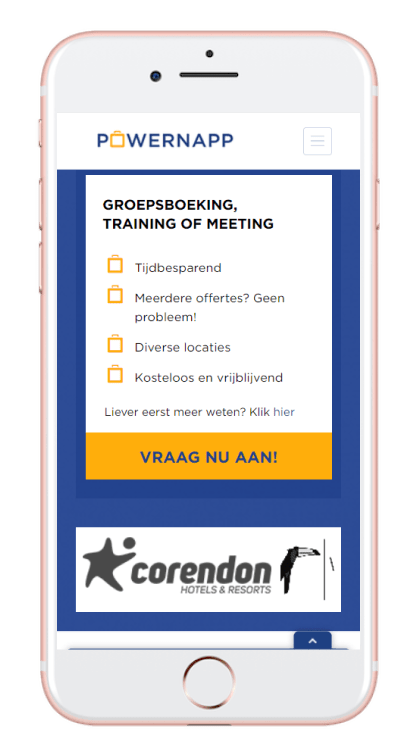 POWERNAPP
GROEPSBOEKING,
TRAINING OF MEETING
Tijdbesparend
Meerdere offertes? Geen
probleem!
Diverse locaties
Kosteloos en vrijblijvend
Liever eerst meer weten? Klik hier
VRAAG NU AAN!
corendon
HOTELS & RESORTS